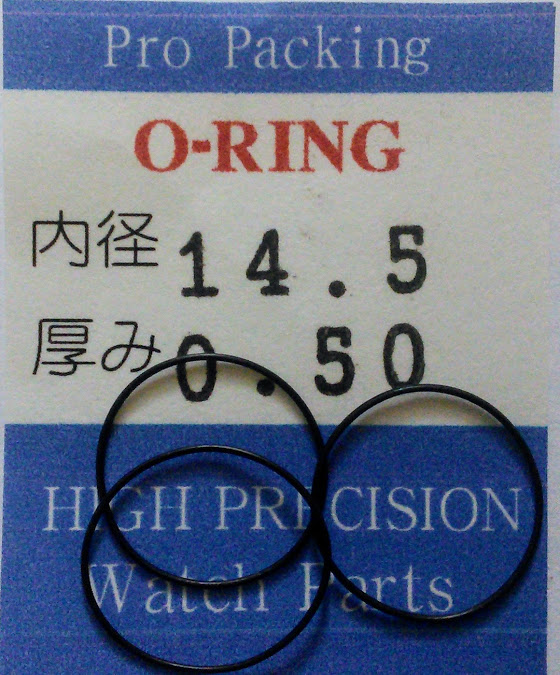 Pro Packing
O-RING
内径 14.5
厚み 0.50
HIGH PRECISION
Watch Parts